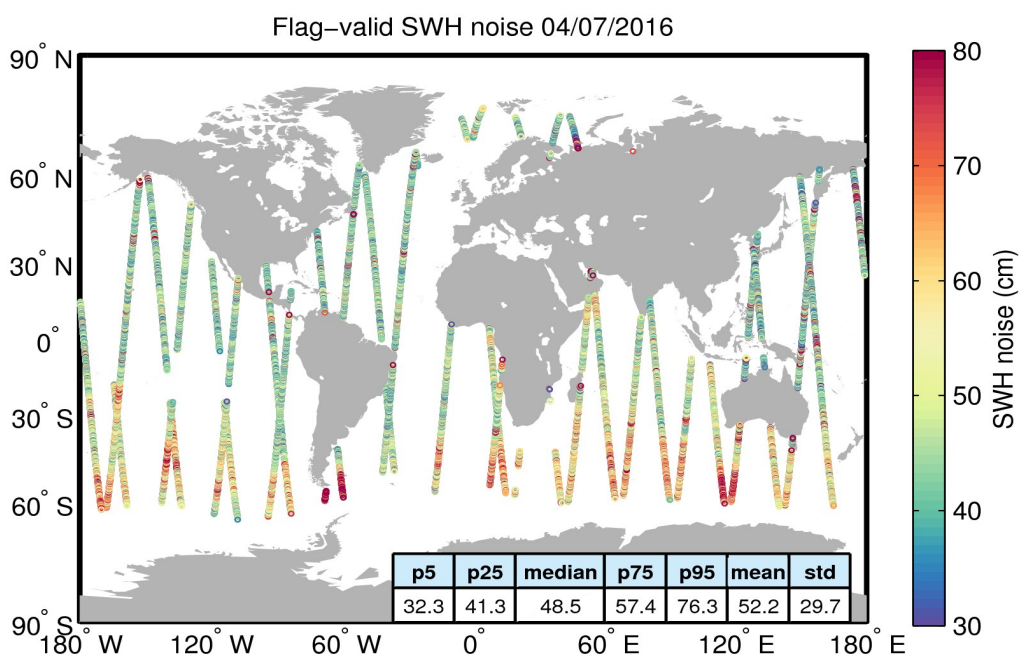 Flag−valid SWH noise 04/07/2016
90° N
60° N
30° N
0°
30° S
60° S
90° S
180° W 120° W 60° W 0° 60° E 120° E 180° E
p5 p25 median p75 p95 mean std
32.3 41.3 48.5 57.4 76.3 52.2 29.7
80
70
60
50
40
30
SWH noise (cm)